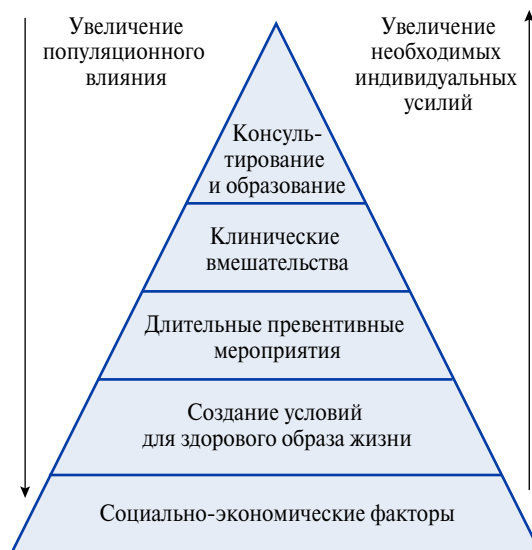 Увеличение
популяционного
влияния
Увеличение
необходимых
индивидуальных
усилий
Консуль-
тирование
и образование
Клинические
вмешательства
Длительные превентивные
мероприятия
Создание условий
для здорового образа жизни
Социально-экономические факторы